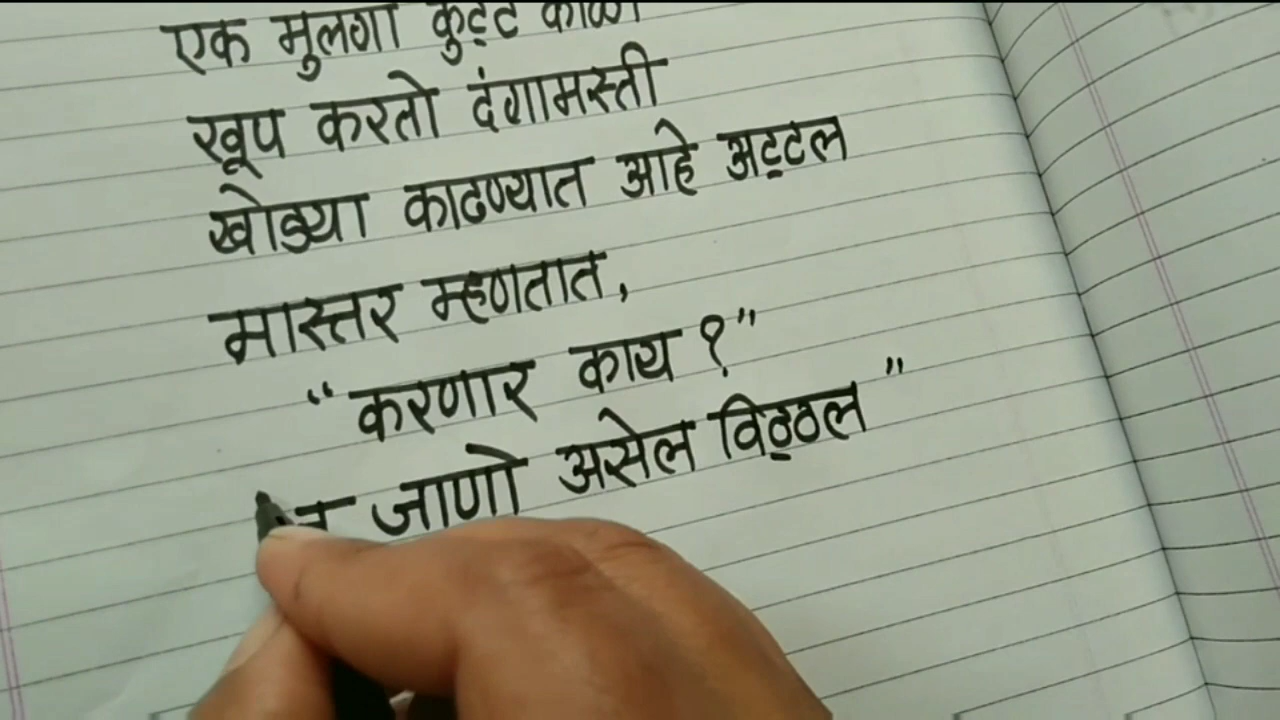 एक मुलगा कुट्ट काळा
खूप करतो दंगामस्ती
खोड्या काढण्यात आहे अट्टल
मास्तर म्हणतात,
“ करणार काय ? ”
न जाणो असेल विठ्ठल ”